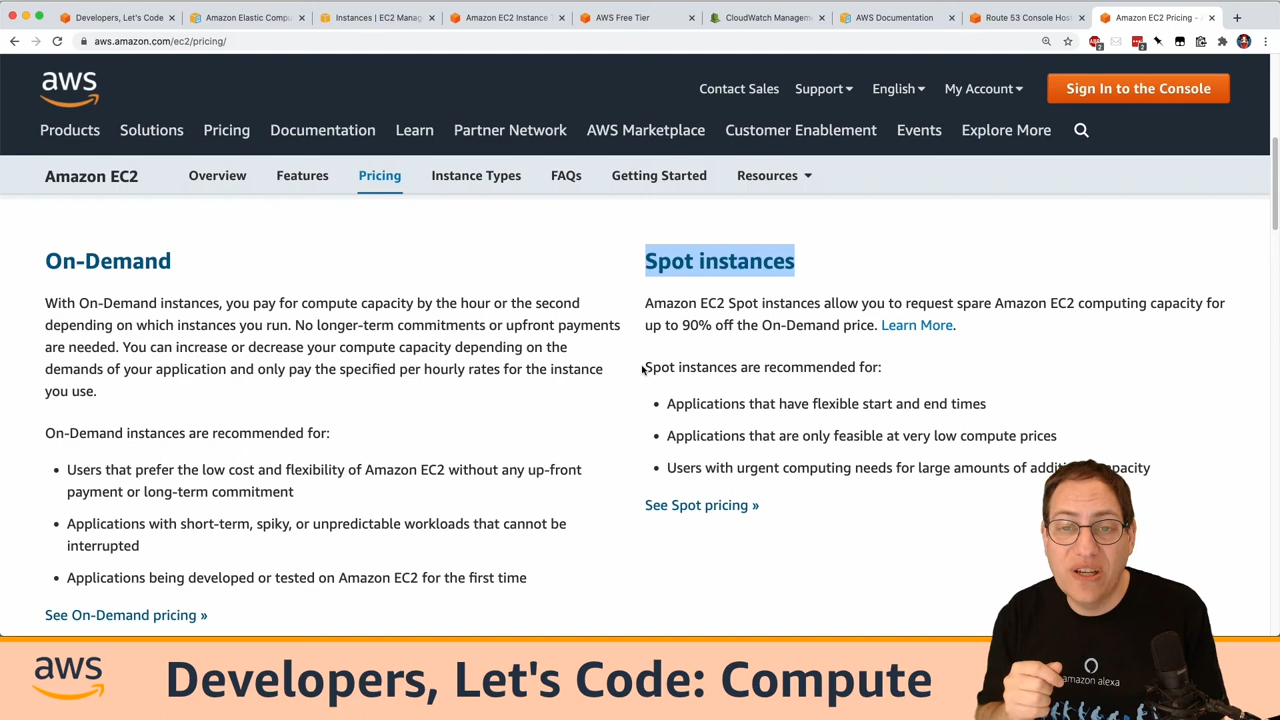 Developers, Let's Code
Amazon Elastic Compu
Instances | EC2 Manag
Amazon EC2 Instance T
AWS Free Tier
CloudWatch Managem
AWS Documentation
Route 53 Console Hos
Amazon EC2 Pricing -
aws.amazon.com/ec2/pricing/
2
2
aws
Contact Sales
Support
English
My Account
Sign In to the Console
Products
Solutions
Pricing
Documentation
Learn
Partner Network
AWS Marketplace
Customer Enablement
Events
Explore More
Amazon EC2
Overview
Features
Pricing
Instance Types
FAQs
Getting Started
Resources
On-Demand
With On-Demand instances, you pay for compute capacity by the hour or the second
depending on which instances you run. No longer-term commitments or upfront payments
are needed. You can increase or decrease your compute capacity depending on the
demands of your application and only pay the specified per hourly rates for the instance
you use.
On-Demand instances are recommended for:
• Users that prefer the low cost and flexibility of Amazon EC2 without any up-front
payment or long-term commitment
• Applications with short-term, spiky, or unpredictable workloads that cannot be
interrupted
• Applications being developed or tested on Amazon EC2 for the first time
See On-Demand pricing »
Spot instances
Amazon EC2 Spot instances allow you to request spare Amazon EC2 computing capacity for
up to 90% off the On-Demand price. Learn More.
Spot instances are recommended for:
• Applications that have flexible start and end times
• Applications that are only feasible at very low compute prices
• Users with urgent computing needs for large amounts of
See Spot pricing »
amazon alexa
aws
Developers, Let's Code: Compute